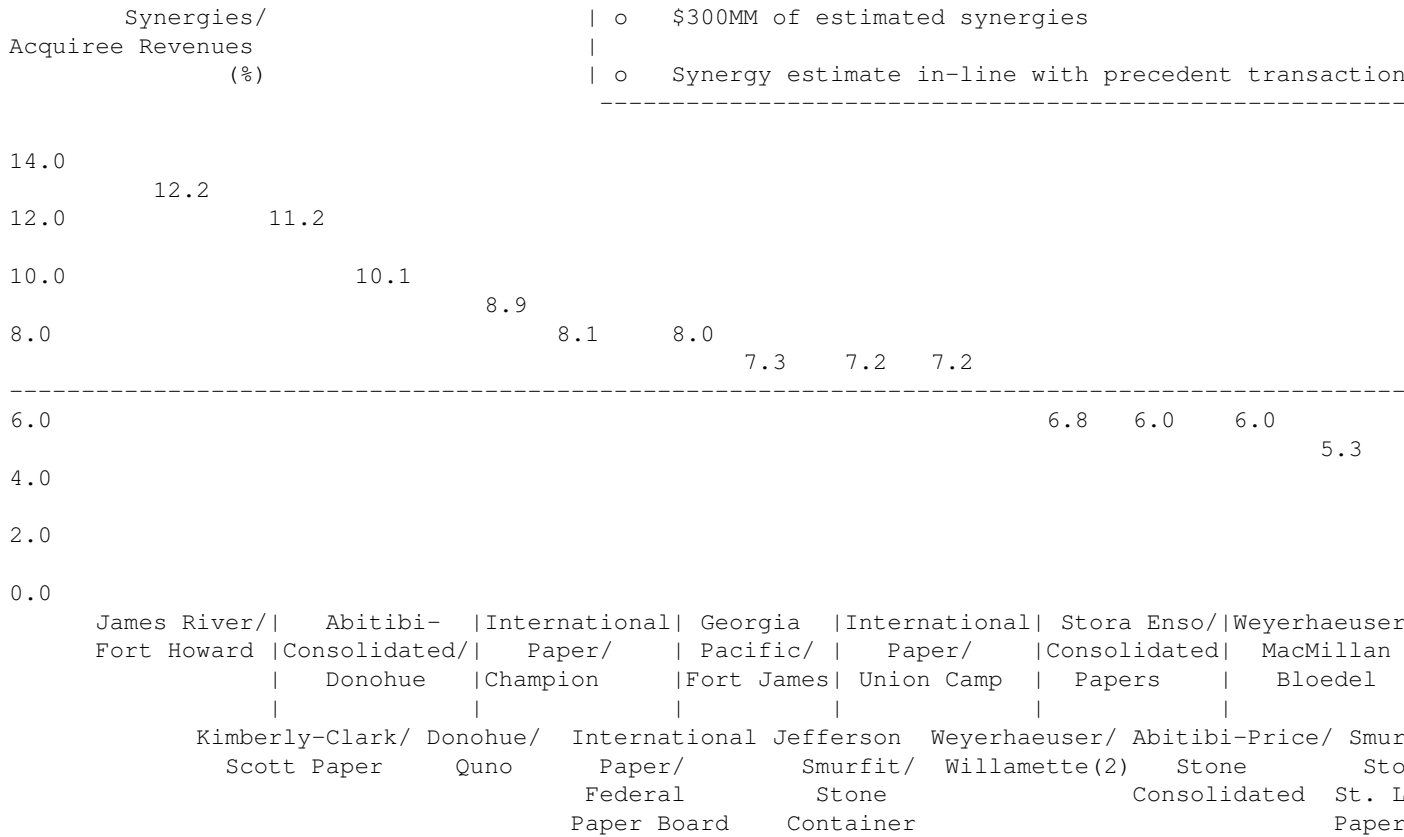 Synergies/ | o $300MM of estimated synergies
Acquiree Revenues |
(%) | o Synergy estimate in-line with precedent transaction
--------------------------------------------------------
14.0
12.2
12.0 11.2
10.0 10.1
8.9
8.0 8.1 8.0
7.3 7.2 7.2
-------------------------------------------------------------------------------------------------
6.0 6.8 6.0 6.0
5.3
4.0
2.0
0.0
James River/| Abitibi- |International| Georgia |International| Stora Enso/|Weyerhaeuser
Fort Howard |Consolidated/| Paper/ | Pacific/ | Paper/ |Consolidated| MacMillan
| Donohue |Champion |Fort James| Union Camp | Papers | Bloedel
| | | | | |
Kimberly-Clark/ Donohue/ International Jefferson Weyerhaeuser/ Abitibi-Price/ Smur
Scott Paper Quno Paper/ Smurfit/ Willamette(2) Stone Sto
Federal Stone Consolidated St. L
Paper Board Container Paper